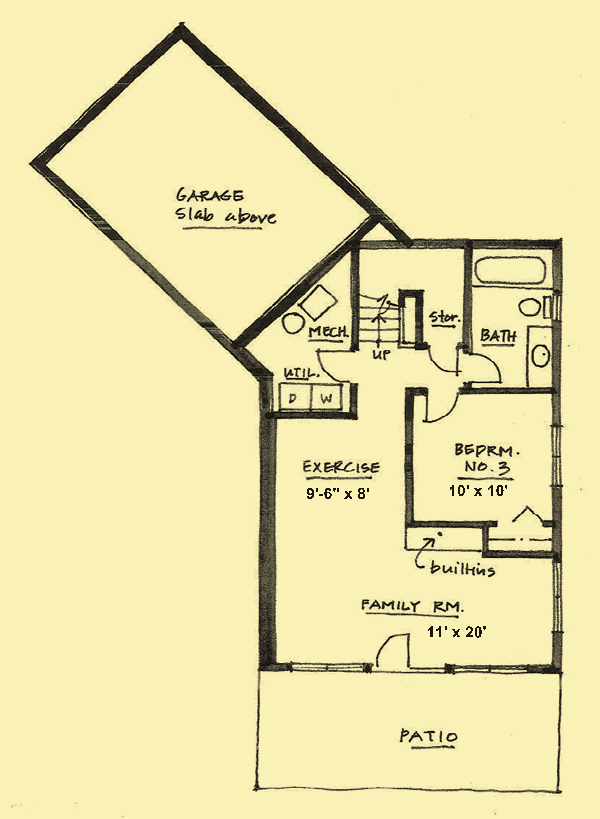 GARAGE
Slab above
MECH.
Stor.
UP
BATH
UTIL.
D W
BEDRM.
NO. 3
10' x 10'
EXERCISE
9'-6" x 8'
builtins
FAMILY RM.
11' x 20'
PATIO